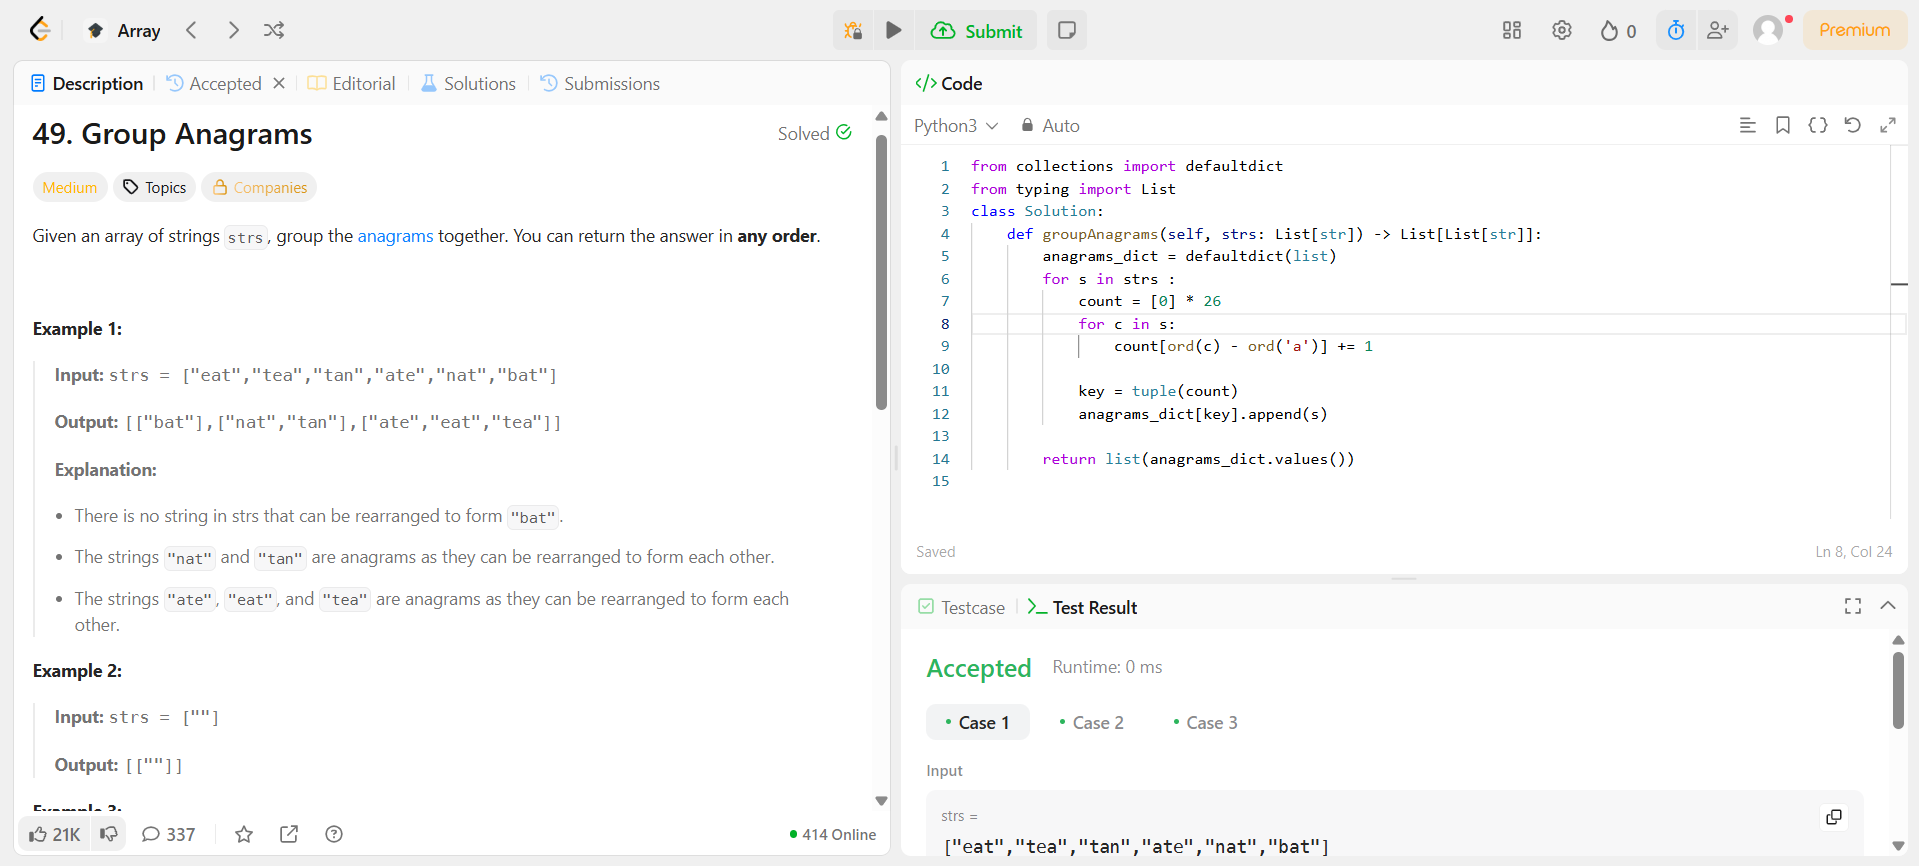 Array
Submit
0
Premium
Description
Accepted
Editorial
Solutions
Submissions
49. Group Anagrams
Solved
Medium
Topics
Companies
Given an array of strings strs, group the anagrams together. You can return the answer in any order.
Example 1:
Input: strs = ["eat","tea","tan","ate","nat","bat"]
Output: [["bat"],["nat","tan"],["ate","eat","tea"]]
Explanation:
• There is no string in strs that can be rearranged to form "bat".
• The strings "nat" and "tan" are anagrams as they can be rearranged to form each other.
• The strings "ate", "eat", and "tea" are anagrams as they can be rearranged to form each
other.
Example 2:
Input: strs = [""]
Output: [[""]]
Example 3:
21K
337
414 Online
</> Code
Python3
Auto
1 from collections import defaultdict
2 from typing import List
3 class Solution:
4     def groupAnagrams(self, strs: List[str]) -> List[List[str]]:
5         anagrams_dict = defaultdict(list)
6         for s in strs :
7             count = [0] * 26
8             for c in s:
9                 count[ord(c) - ord('a')] += 1
10
11             key = tuple(count)
12             anagrams_dict[key].append(s)
13
14         return list(anagrams_dict.values())
15
Saved
Ln 8, Col 24
Testcase
Test Result
Accepted
Runtime: 0 ms
• Case 1
• Case 2
• Case 3
Input
strs =
["eat","tea","tan","ate","nat","bat"]